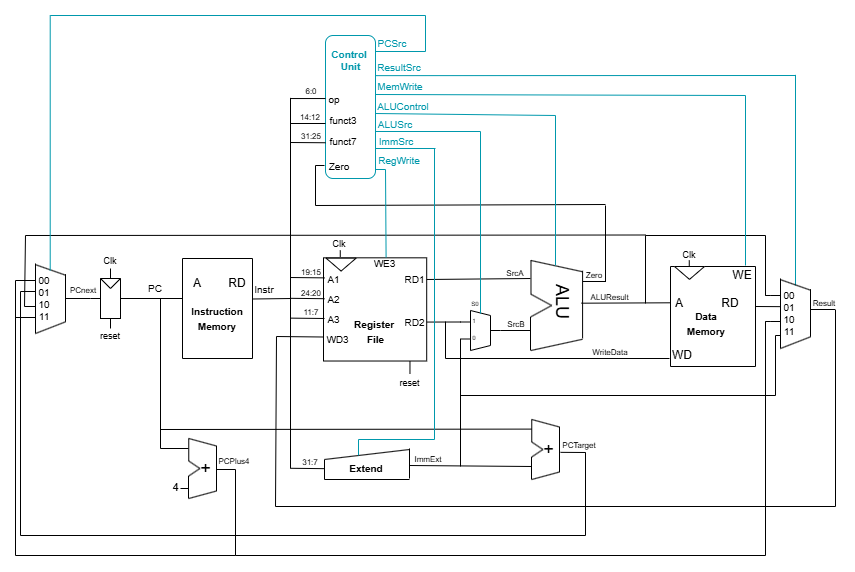 PCSrc
Control
Unit
ResultSrc
MemWrite
6:0
op
ALUControl
14:12
funct3
ALUSrc
31:25
funct7
ImmSrc
Zero
RegWrite
Clk
Clk
Clk
WE3
WE
00
01
10
11
PCnext
reset
PC
A
RD
Instruction
Memory
Instr
19:15
A1
24:20
A2
11:7
A3
WD3
RD1
RD2
Register
File
reset
S0
1
0
SrcA
SrcB
ALU
Zero
ALUResult
WriteData
A
RD
Data
Memory
WD
00
01
10
11
Result
4
+
PCPlus4
31:7
Extend
ImmExt
+
PCTarget